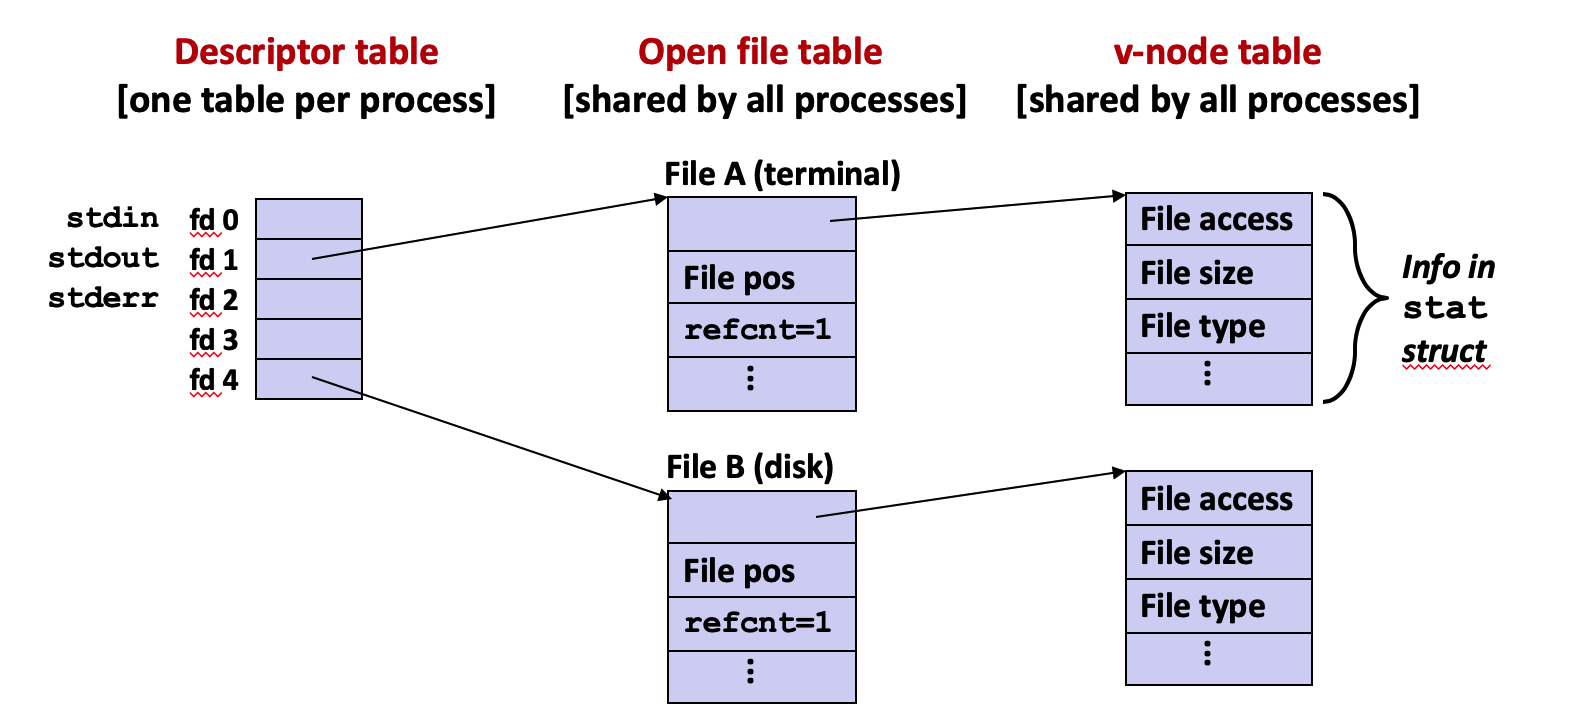 Descriptor table
[one table per process]
Open file table
[shared by all processes]
v-node table
[shared by all processes]
stdin fd 0
stdout fd 1
stderr fd 2
fd 3
fd 4
File A (terminal)
File pos
refcnt=1
⋮
File access
File size
File type
⋮
Info in
stat
struct
File B (disk)
File pos
refcnt=1
⋮
File access
File size
File type
⋮